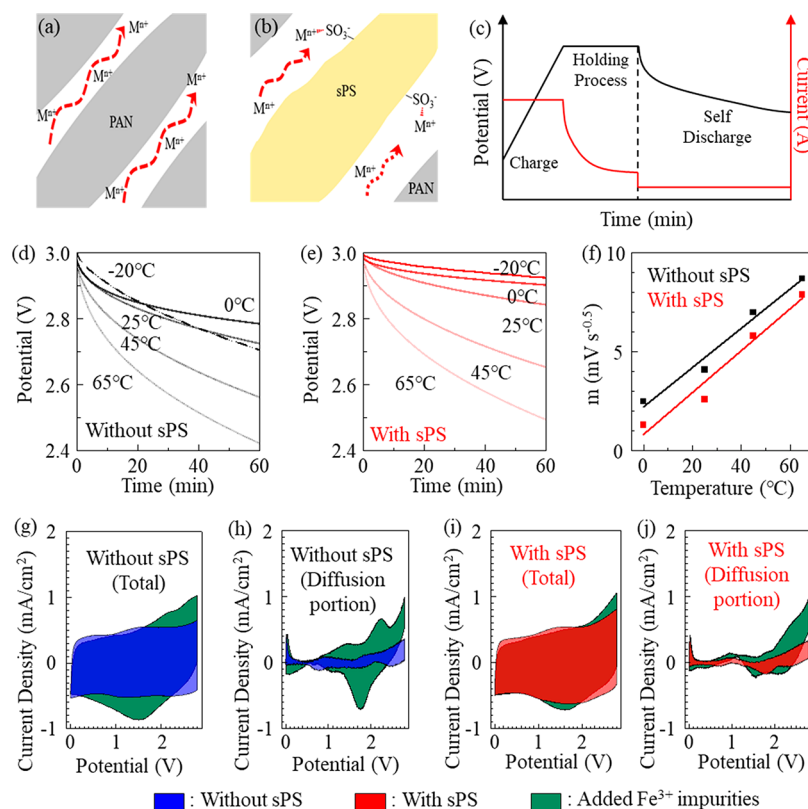 (a)
Mⁿ⁺
Mⁿ⁺
Mⁿ⁺
PAN
Mⁿ⁺
Mⁿ⁺
Mⁿ⁺
(b)
Mⁿ⁺
SO₃⁻
Mⁿ⁺
sPS
SO₃⁻
Mⁿ⁺
Mⁿ⁺
PAN
(c)
Potential (V)
Current (A)
Holding
Process
Charge
Self
Discharge
Time (min)
(d)
3.0
2.8
2.6
2.4
-20°C
0°C
25°C
45°C
65°C
Without sPS
Potential (V)
0 20 40 60
Time (min)
(e)
3.0
2.8
2.6
2.4
-20°C
0°C
25°C
45°C
65°C
With sPS
Potential (V)
0 20 40 60
Time (min)
(f)
10
5
0
Without sPS
With sPS
m (mV s⁻⁰·⁵)
0 20 40 60
Temperature (°C)
(g)
2
1
0
-1
Without sPS
(Total)
Current Density (mA/cm²)
0 1 2
Potential (V)
(h)
2
1
0
-1
Without sPS
(Diffusion
portion)
Current Density (mA/cm²)
0 1 2
Potential (V)
(i)
2
1
0
-1
With sPS
(Total)
Current Density (mA/cm²)
0 1 2
Potential (V)
(j)
2
1
0
-1
With sPS
(Diffusion
portion)
Current Density (mA/cm²)
0 1 2
Potential (V)
: Without sPS : With sPS : Added Fe³⁺ impurities